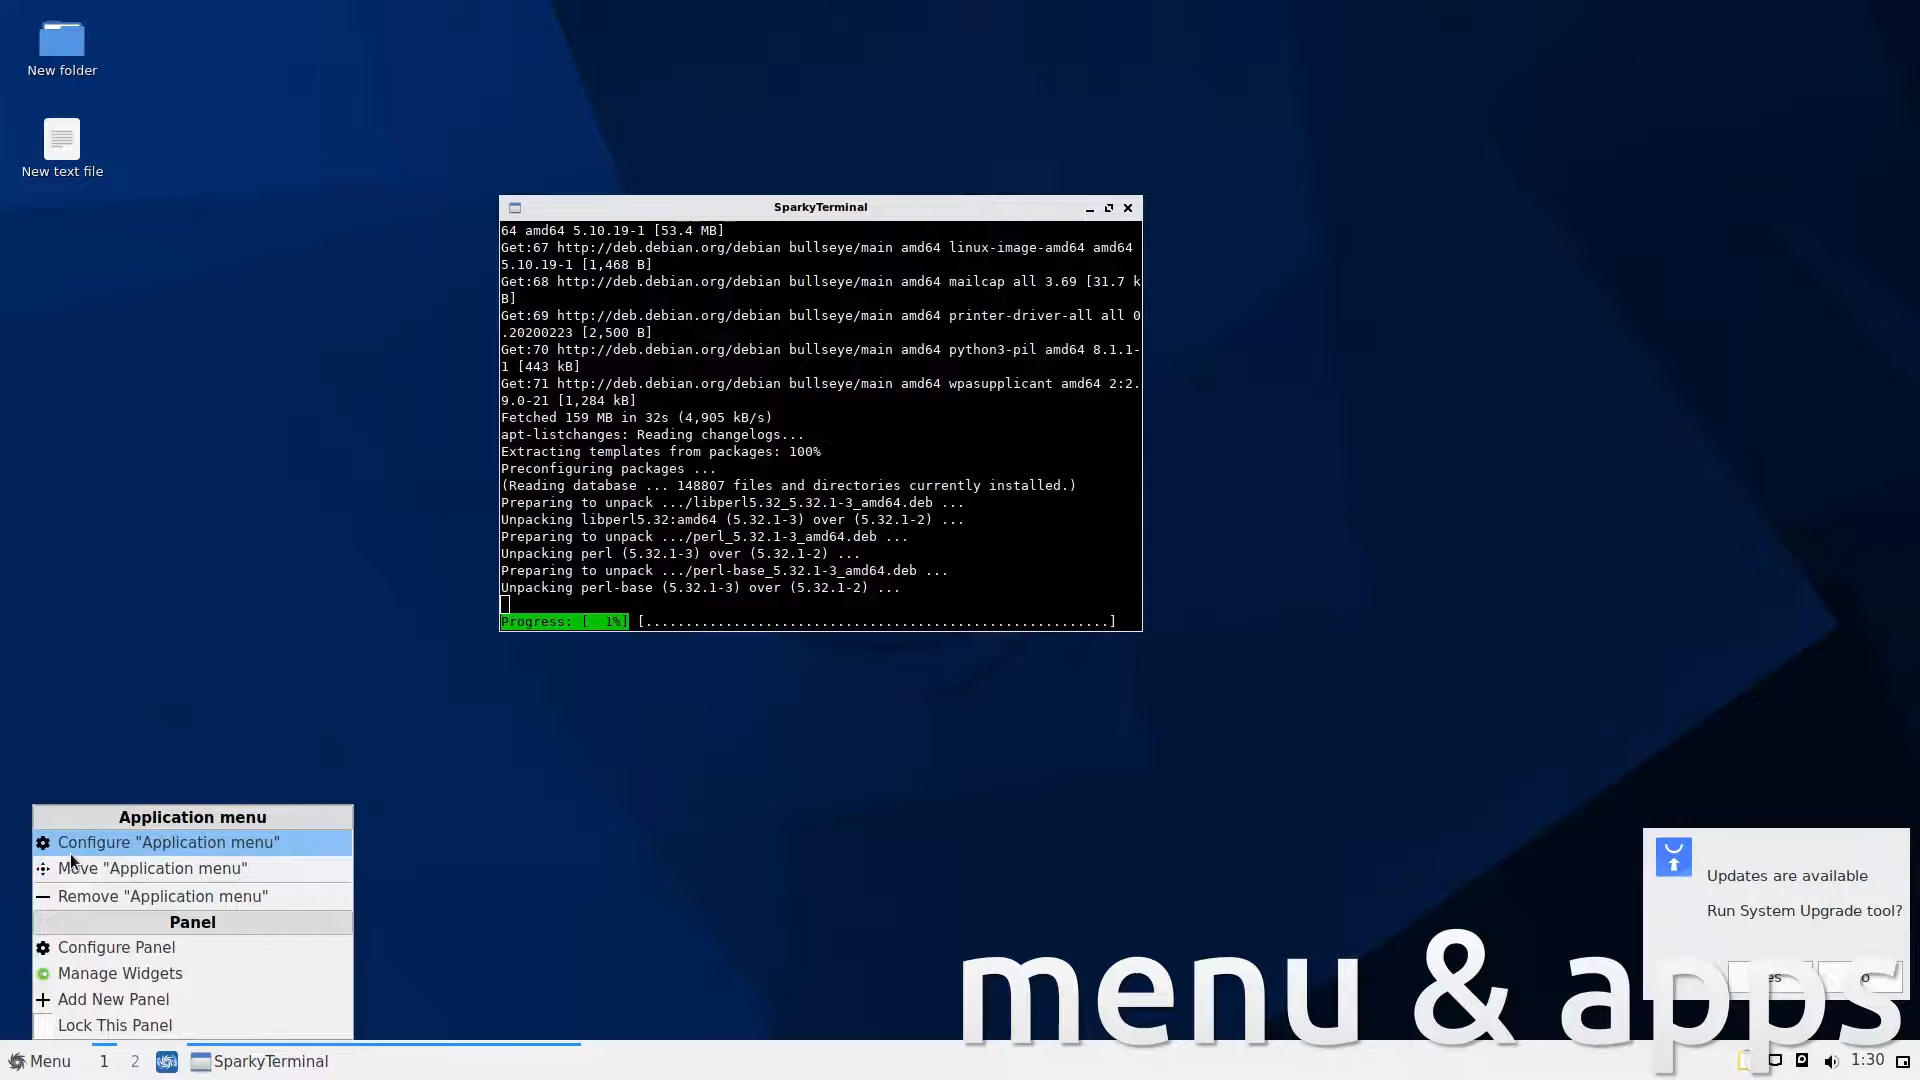 New folder
New text file
SparkyTerminal
64 amd64 5.10.19-1 [53.4 MB]
Get:67 http://deb.debian.org/debian bullseye/main amd64 linux-image-amd64 amd64
5.10.19-1 [1,468 B]
Get:68 http://deb.debian.org/debian bullseye/main amd64 mailcap all 3.69 [31.7 k
B]
Get:69 http://deb.debian.org/debian bullseye/main amd64 printer-driver-all all 0
.20200223 [2,500 B]
Get:70 http://deb.debian.org/debian bullseye/main amd64 python3-pil amd64 8.1.1-
1 [443 kB]
Get:71 http://deb.debian.org/debian bullseye/main amd64 wpasupplicant amd64 2:2.
9.0-21 [1,284 kB]
Fetched 159 MB in 32s (4,905 kB/s)
apt-listchanges: Reading changelogs...
Extracting templates from packages: 100%
Preconfiguring packages ...
(Reading database ... 148807 files and directories currently installed.)
Preparing to unpack .../libperl5.32_5.32.1-3_amd64.deb ...
Unpacking libperl5.32:amd64 (5.32.1-3) over (5.32.1-2) ...
Preparing to unpack .../perl_5.32.1-3_amd64.deb ...
Unpacking perl (5.32.1-3) over (5.32.1-2) ...
Preparing to unpack .../perl-base_5.32.1-3_amd64.deb ...
Unpacking perl-base (5.32.1-3) over (5.32.1-2) ...
Progress: [  1%] [..........................................................]
Application menu
Configure "Application menu"
Move "Application menu"
Remove "Application menu"
Panel
Configure Panel
Manage Widgets
Add New Panel
Lock This Panel
Updates are available
Run System Upgrade tool?
menu & apps
Menu
1
2
SparkyTerminal
1:30